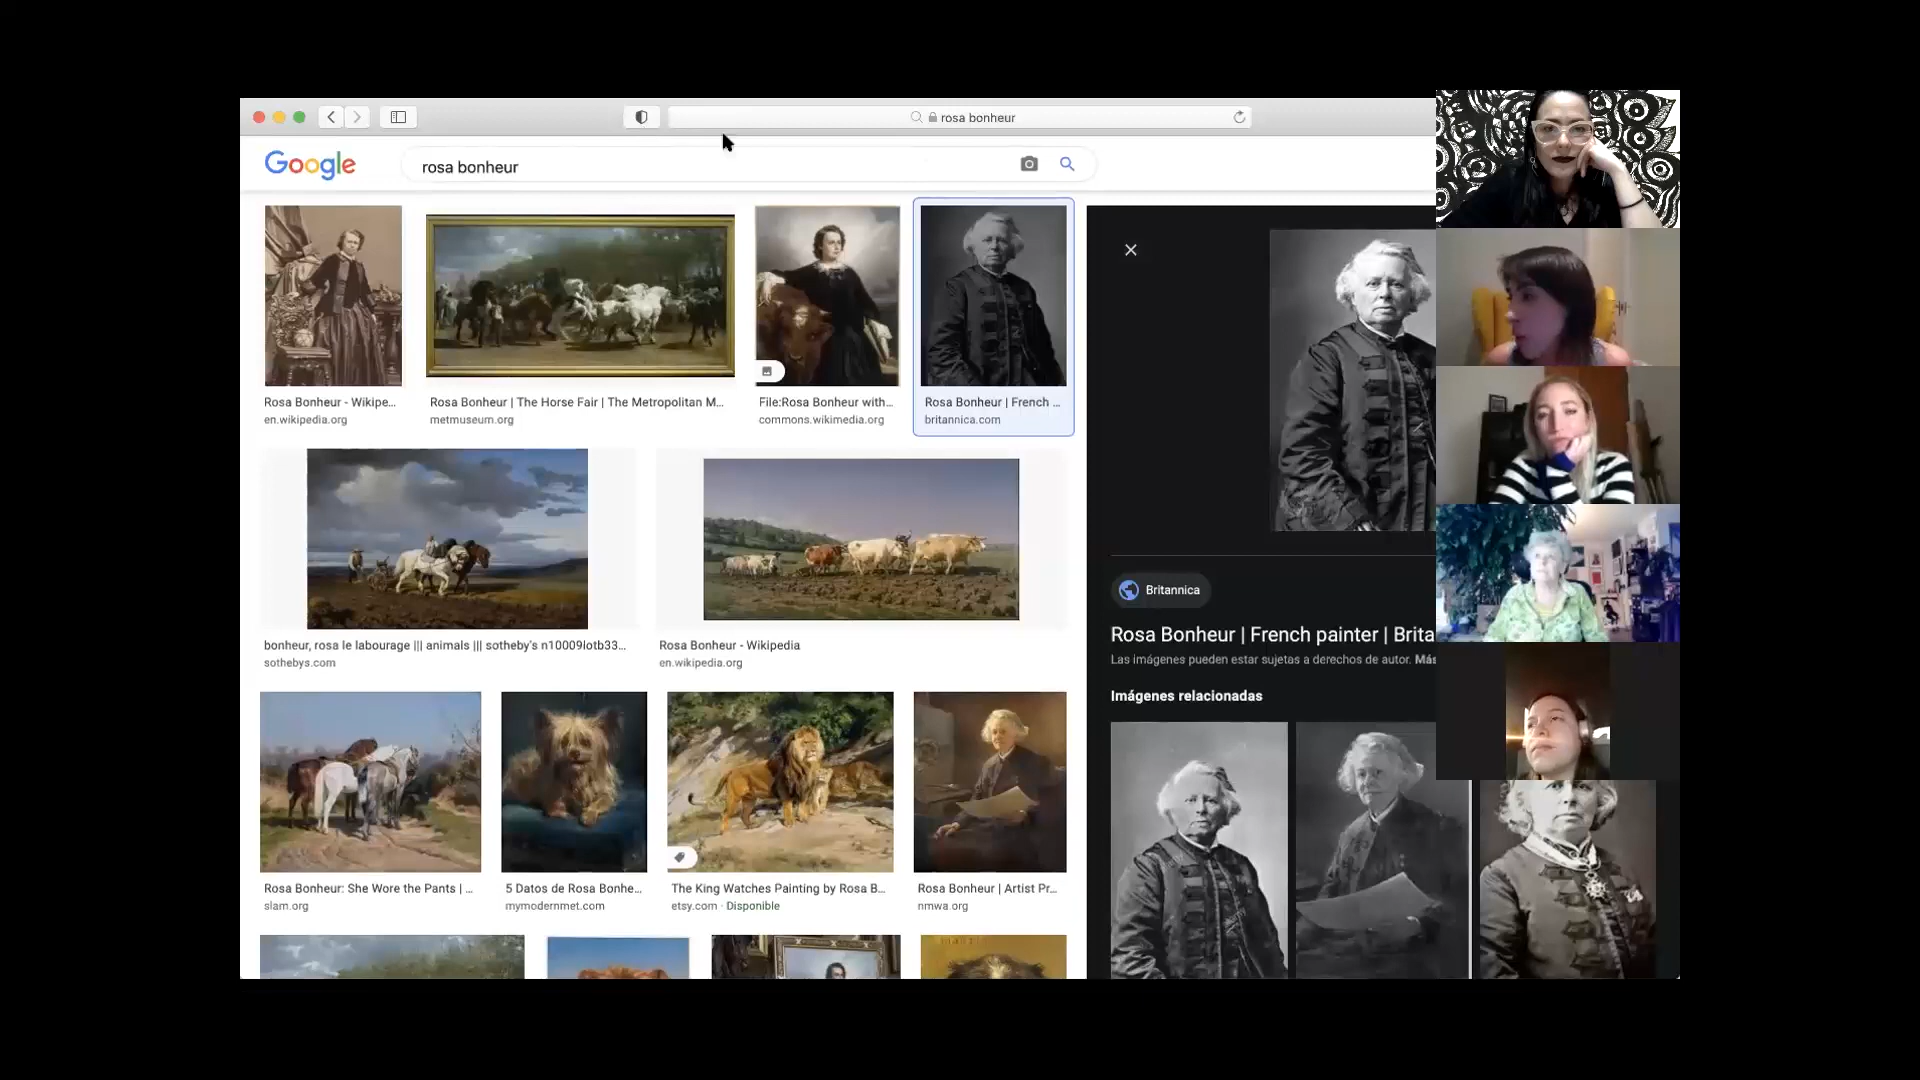 rosa bonheur
Google
rosa bonheur
Rosa Bonheur - Wikipe...
en.wikipedia.org
Rosa Bonheur | The Horse Fair | The Metropolitan M...
metmuseum.org
File:Rosa Bonheur with...
commons.wikimedia.org
Rosa Bonheur | French ...
britannica.com
bonheur, rosa le labourage ||| animals ||| sotheby's n10009lotb33...
sothebys.com
Rosa Bonheur - Wikipedia
en.wikipedia.org
Rosa Bonheur: She Wore the Pants | ...
slam.org
5 Datos de Rosa Bonhe...
mymodernmet.com
The King Watches Painting by Rosa B...
etsy.com · Disponible
Rosa Bonheur | Artist Pr...
nmwa.org
Britannica
Rosa Bonheur | French painter | Brita
Las imágenes pueden estar sujetas a derechos de autor. Más
Imágenes relacionadas